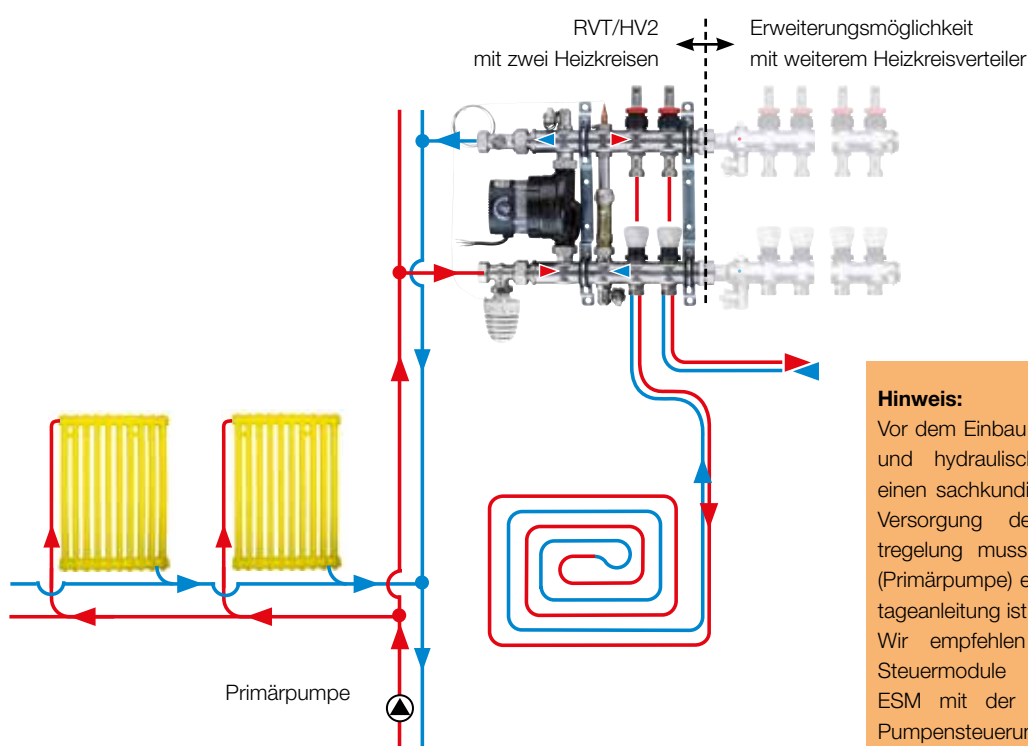 RVT/HV2
mit zwei Heizkreisen
Erweiterungsmöglichkeit
mit weiterem Heizkreisverteiler
Primärpumpe
Hinweis:
Vor dem Einbau
und hydraulisch
einen sachkundi
Versorgung de
tregelung muss
(Primärpumpe) e
tageanleitung ist
Wir empfehlen
Steuermodule
ESM mit der
Pumpensteuerun